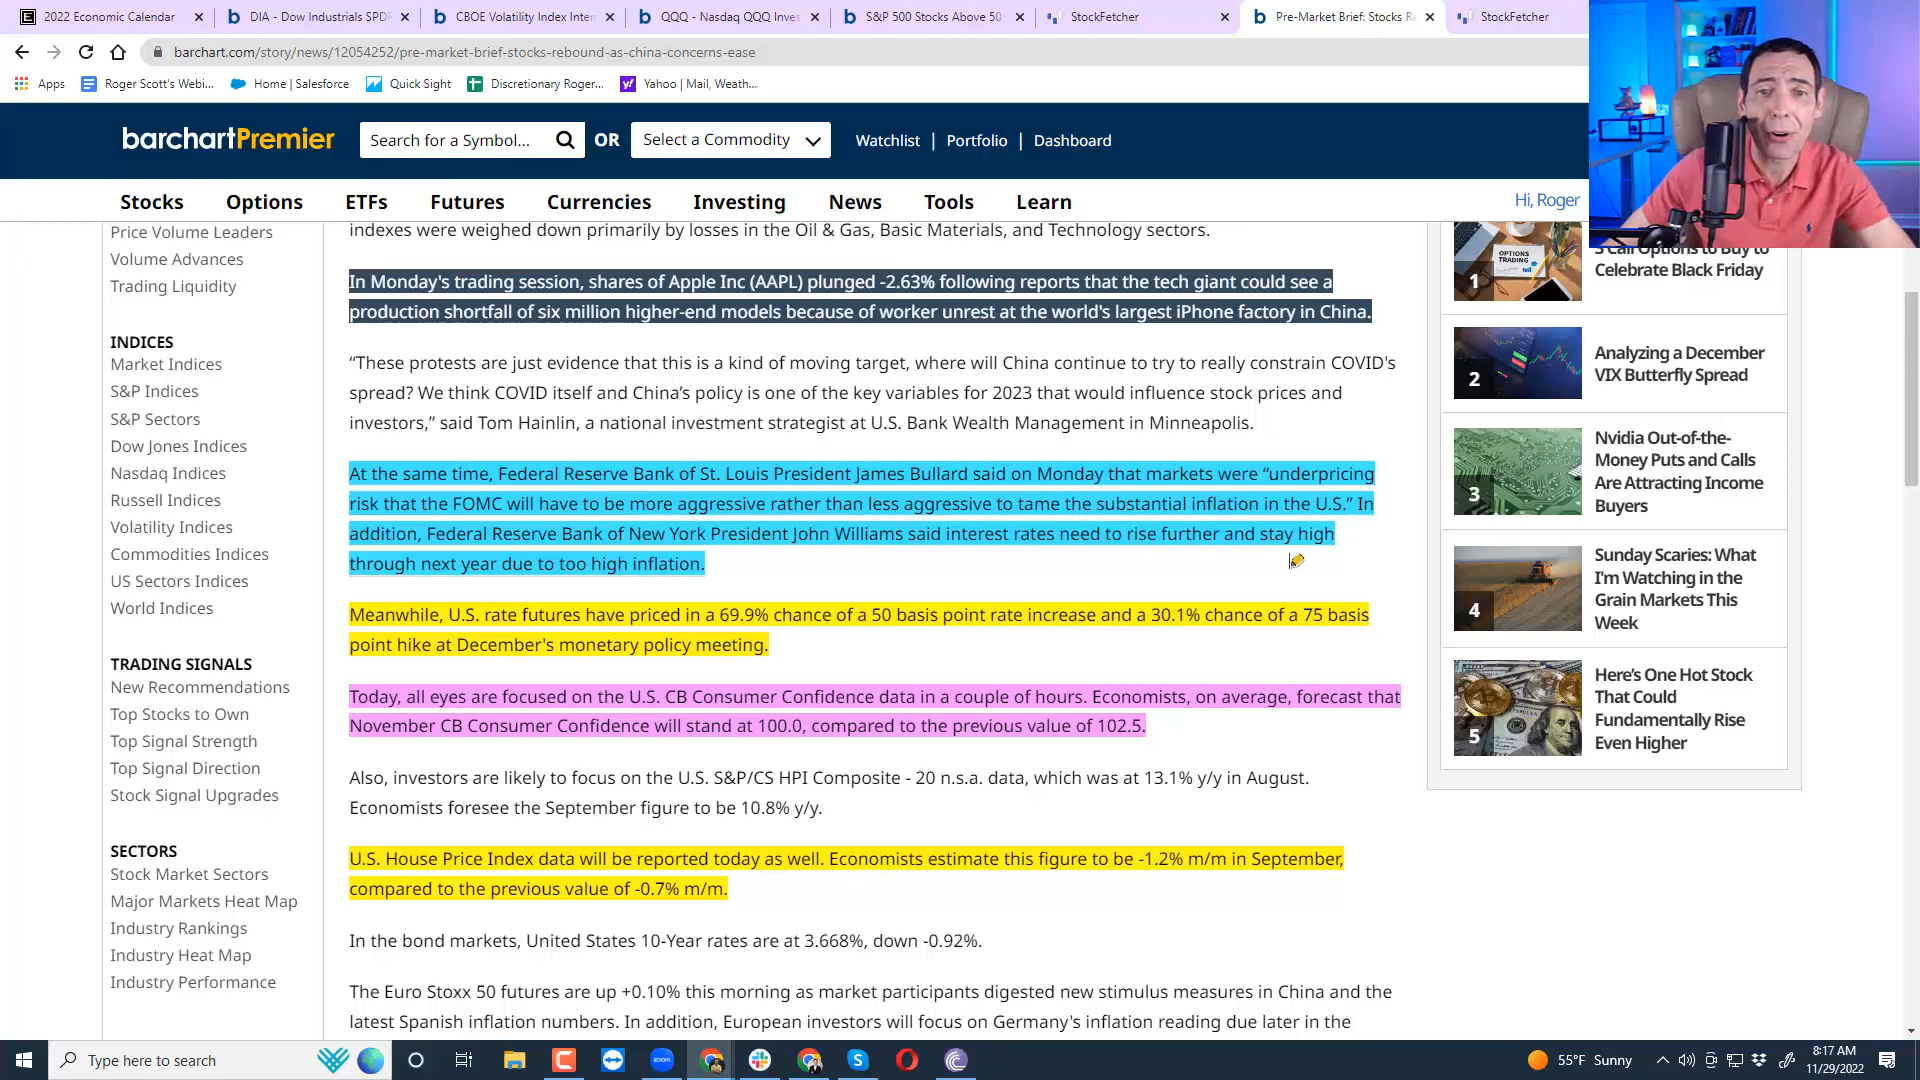 2022 Economic Calendar
DIA - Dow Industrials SPDR
CBOE Volatility Index Inter
QQQ - Nasdaq QQQ Inves
S&P 500 Stocks Above 50-
StockFetcher
Pre-Market Brief: Stocks Re
StockFetcher
barchart.com/story/news/12054252/pre-market-brief-stocks-rebound-as-china-concerns-ease
Apps
Roger Scott's Webi...
Home | Salesforce
Quick Sight
Discretionary Roger...
Yahoo | Mail, Weath...
barchartPremier
Search for a Symbol...
OR
Select a Commodity
Watchlist | Portfolio | Dashboard
Stocks
Options
ETFs
Futures
Currencies
Investing
News
Tools
Learn
Hi, Roger
Price Volume Leaders
Volume Advances
Trading Liquidity
INDICES
Market Indices
S&P Indices
S&P Sectors
Dow Jones Indices
Nasdaq Indices
Russell Indices
Volatility Indices
Commodities Indices
US Sectors Indices
World Indices
TRADING SIGNALS
New Recommendations
Top Stocks to Own
Top Signal Strength
Top Signal Direction
Stock Signal Upgrades
SECTORS
Stock Market Sectors
Major Markets Heat Map
Industry Rankings
Industry Heat Map
Industry Performance
indexes were weighed down primarily by losses in the Oil & Gas, Basic Materials, and Technology sectors.
In Monday's trading session, shares of Apple Inc (AAPL) plunged -2.63% following reports that the tech giant could see a
production shortfall of six million higher-end models because of worker unrest at the world's largest iPhone factory in China.
“These protests are just evidence that this is a kind of moving target, where will China continue to try to really constrain COVID's
spread? We think COVID itself and China’s policy is one of the key variables for 2023 that would influence stock prices and
investors,” said Tom Hainlin, a national investment strategist at U.S. Bank Wealth Management in Minneapolis.
At the same time, Federal Reserve Bank of St. Louis President James Bullard said on Monday that markets were “underpricing
risk that the FOMC will have to be more aggressive rather than less aggressive to tame the substantial inflation in the U.S.” In
addition, Federal Reserve Bank of New York President John Williams said interest rates need to rise further and stay high
through next year due to too high inflation.
Meanwhile, U.S. rate futures have priced in a 69.9% chance of a 50 basis point rate increase and a 30.1% chance of a 75 basis
point hike at December's monetary policy meeting.
Today, all eyes are focused on the U.S. CB Consumer Confidence data in a couple of hours. Economists, on average, forecast that
November CB Consumer Confidence will stand at 100.0, compared to the previous value of 102.5.
Also, investors are likely to focus on the U.S. S&P/CS HPI Composite - 20 n.s.a. data, which was at 13.1% y/y in August.
Economists foresee the September figure to be 10.8% y/y.
U.S. House Price Index data will be reported today as well. Economists estimate this figure to be -1.2% m/m in September,
compared to the previous value of -0.7% m/m.
In the bond markets, United States 10-Year rates are at 3.668%, down -0.92%.
The Euro Stoxx 50 futures are up +0.10% this morning as market participants digested new stimulus measures in China and the
latest Spanish inflation numbers. In addition, European investors will focus on Germany's inflation reading due later in the
OPTIONS
TRADING
1
3 Call Options to Buy to
Celebrate Black Friday
2
Analyzing a December
VIX Butterfly Spread
3
Nvidia Out-of-the-
Money Puts and Calls
Are Attracting Income
Buyers
4
Sunday Scaries: What
I'm Watching in the
Grain Markets This
Week
5
Here’s One Hot Stock
That Could
Fundamentally Rise
Even Higher
Type here to search
zoom
55°F Sunny
8:17 AM
11/29/2022